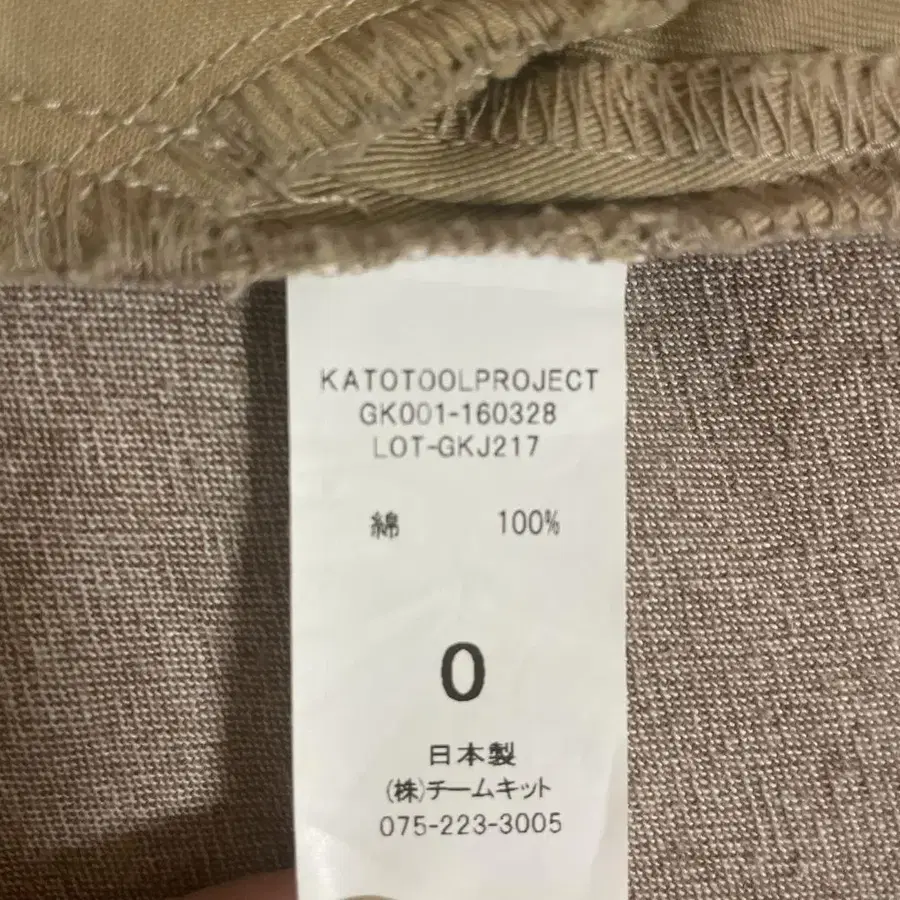 KATOTOOLPROJECT
GK001-160328
LOT-GKJ217
綿 100%
0
日本製
(株)チームキット
075-223-3005